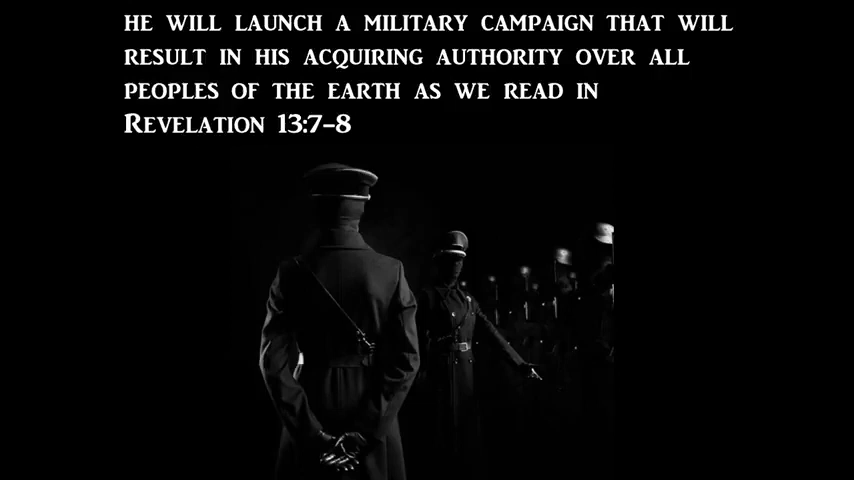 HE WILL LAUNCH A MILITARY CAMPAIGN THAT WILL
RESULT IN HIS ACQUIRING AUTHORITY OVER ALL
PEOPLES OF THE EARTH AS WE READ IN
REVELATION 13:7-8